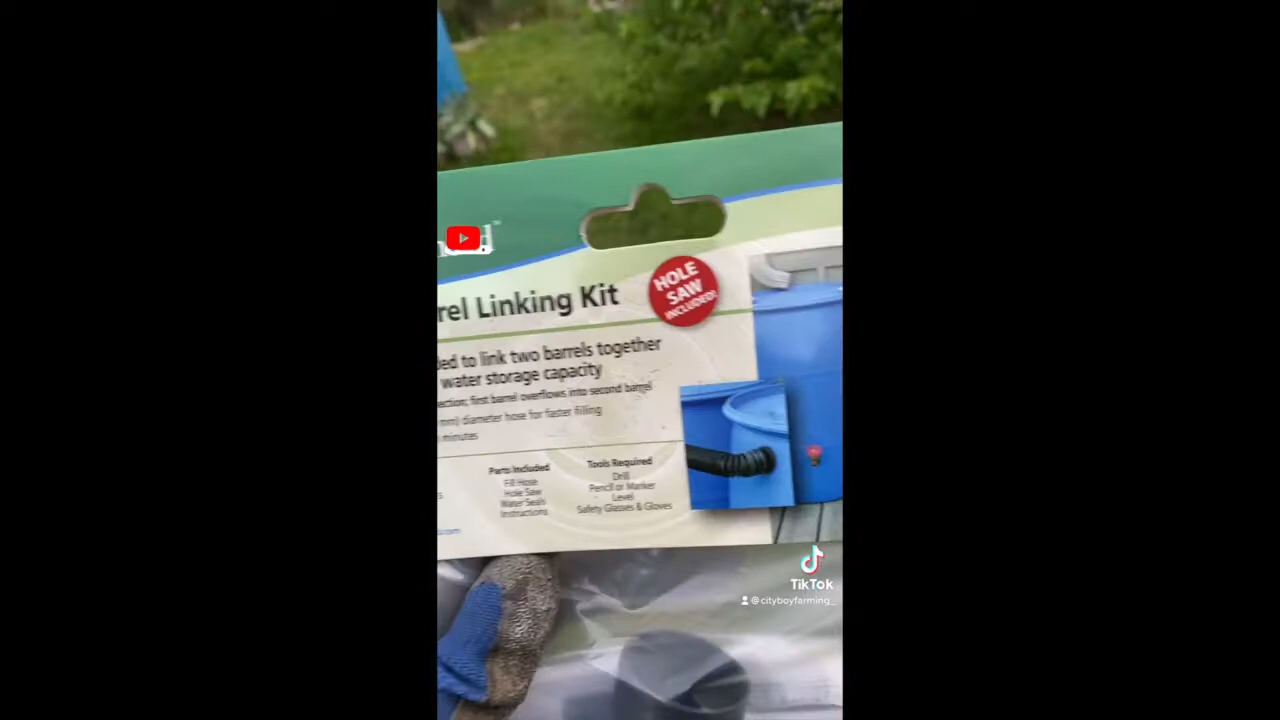 rel Linking Kit
HOLE
SAW
INCLUDED!
ded to link two barrels together
water storage capacity
ection; first barrel overflows into second barrel
mm) diameter hose for faster filling
minutes
Parts Included
Fill Hose
Hole Saw
Water Seals
Instructions
Tools Required
Drill
Pencil or Marker
Level
Safety Glasses & Gloves
TikTok
@cityboyfarming_